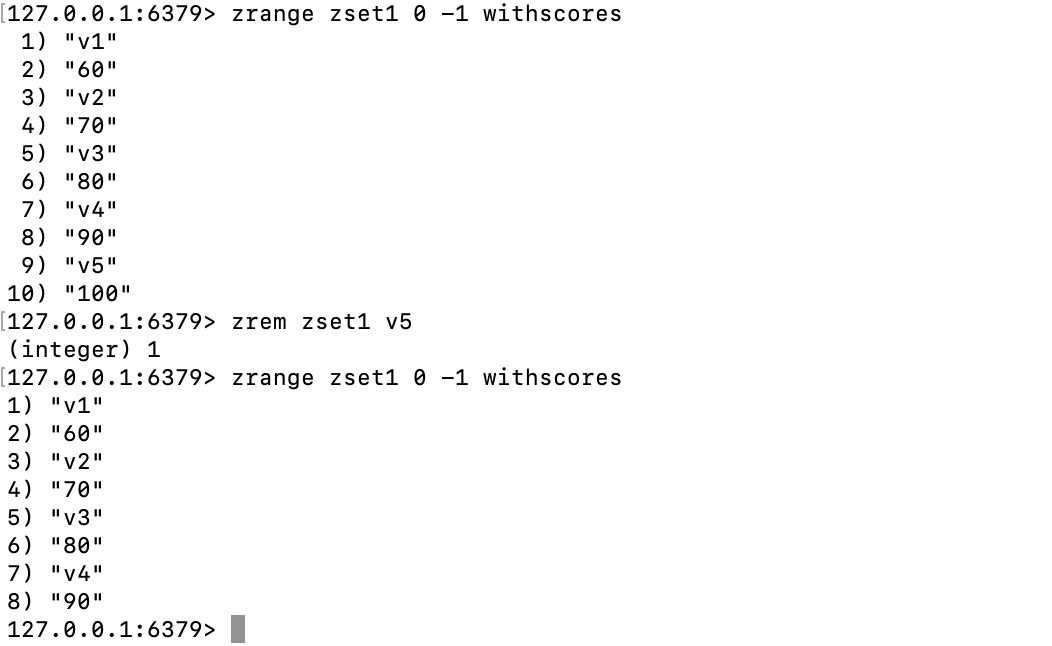 [127.0.0.1:6379> zrange zset1 0 -1 withscores
 1) "v1"
 2) "60"
 3) "v2"
 4) "70"
 5) "v3"
 6) "80"
 7) "v4"
 8) "90"
 9) "v5"
10) "100"
[127.0.0.1:6379> zrem zset1 v5
(integer) 1
[127.0.0.1:6379> zrange zset1 0 -1 withscores
1) "v1"
2) "60"
3) "v2"
4) "70"
5) "v3"
6) "80"
7) "v4"
8) "90"
127.0.0.1:6379>